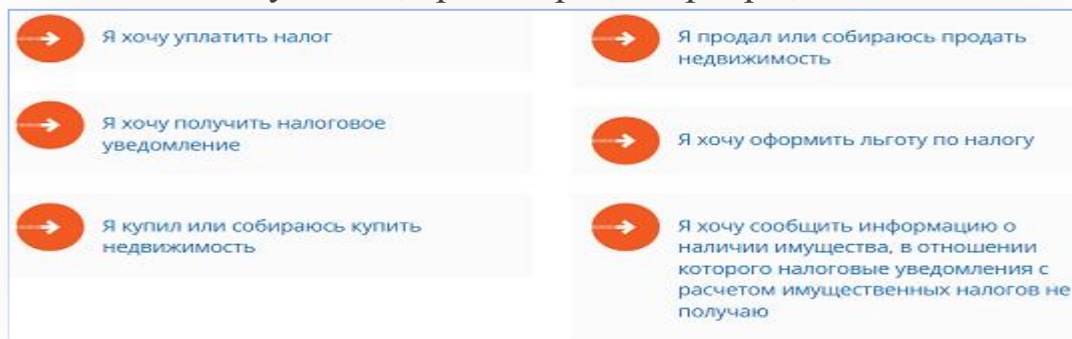 Я хочу уплатить налог
Я хочу получить налоговое
уведомление
Я купил или собираюсь купить
недвижимость
Я продал или собираюсь продать
недвижимость
Я хочу оформить льготу по налогу
Я хочу сообщить информацию о
наличии имущества, в отношении
которого налоговые уведомления с
расчетом имущественных налогов не
получаю